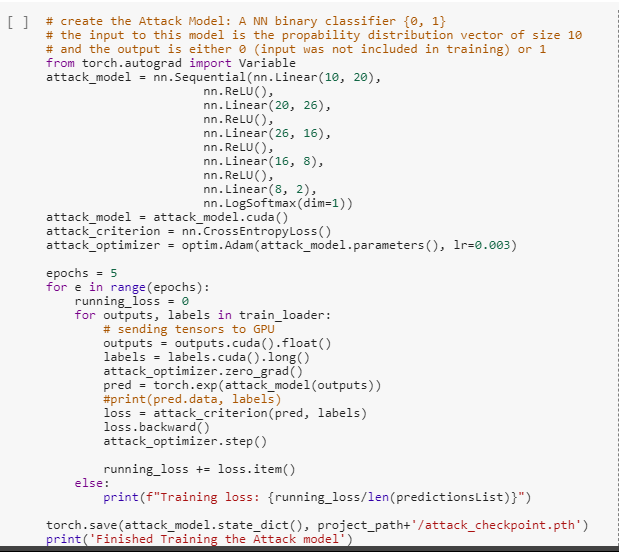 [ ] # create the Attack Model: A NN binary classifier {0, 1}
# the input to this model is the propability distribution vector of size 10
# and the output is either 0 (input was not included in training) or 1
from torch.autograd import Variable
attack_model = nn.Sequential(nn.Linear(10, 20),
                      nn.ReLU(),
                      nn.Linear(20, 26),
                      nn.ReLU(),
                      nn.Linear(26, 16),
                      nn.ReLU(),
                      nn.Linear(16, 8),
                      nn.ReLU(),
                      nn.Linear(8, 2),
                      nn.LogSoftmax(dim=1))
attack_model = attack_model.cuda()
attack_criterion = nn.CrossEntropyLoss()
attack_optimizer = optim.Adam(attack_model.parameters(), lr=0.003)

epochs = 5
for e in range(epochs):
    running_loss = 0
    for outputs, labels in train_loader:
        # sending tensors to GPU
        outputs = outputs.cuda().float()
        labels = labels.cuda().long()
        attack_optimizer.zero_grad()
        pred = torch.exp(attack_model(outputs))
        #print(pred.data, labels)
        loss = attack_criterion(pred, labels)
        loss.backward()
        attack_optimizer.step()

        running_loss += loss.item()
    else:
        print(f"Training loss: {running_loss/len(predictionsList)}")

torch.save(attack_model.state_dict(), project_path+'/attack_checkpoint.pth')
print('Finished Training the Attack model')